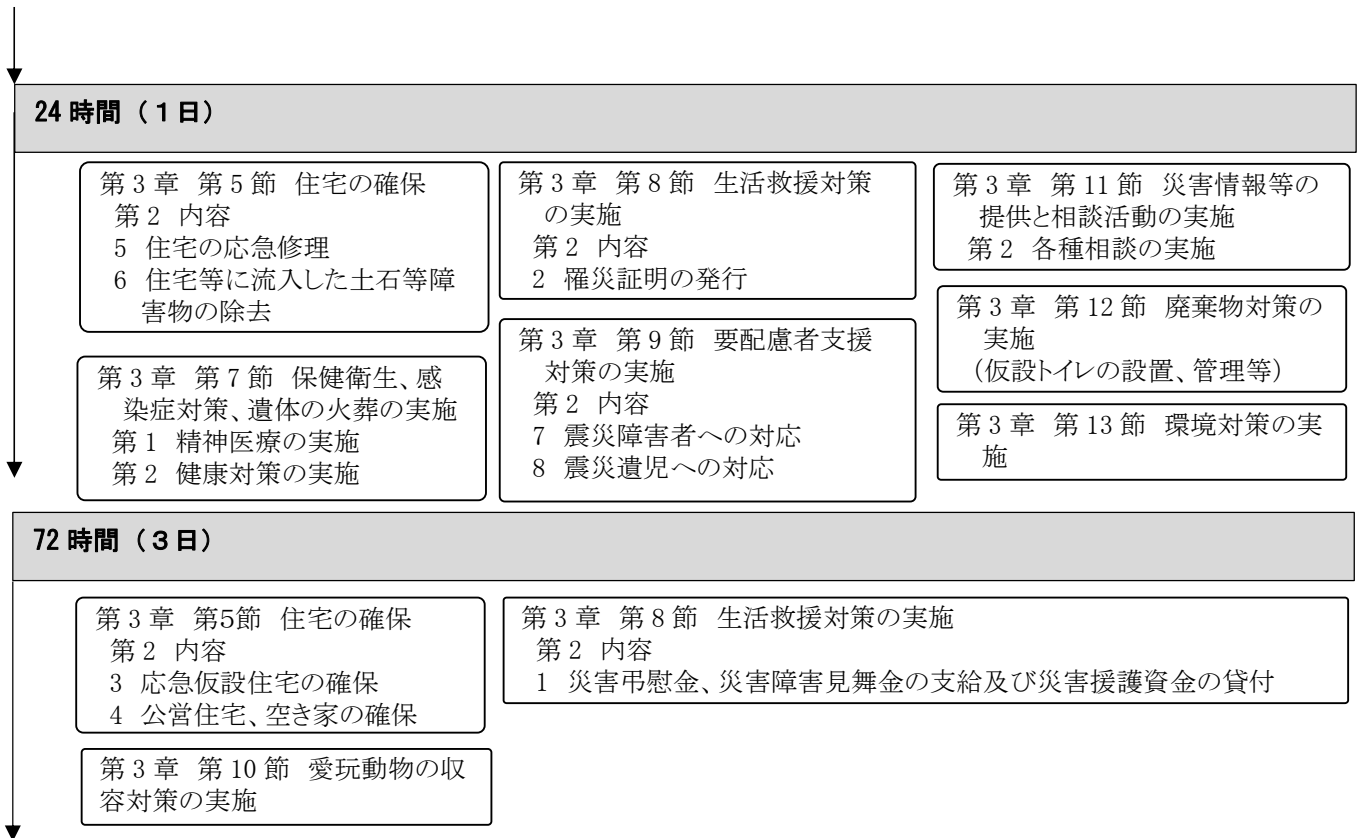 24 時間（１日）
第 3 章 第 5 節 住宅の確保
第 2 内容
5 住宅の応急修理
6 住宅等に流入した土石等障
害物の除去
第 3 章 第 7 節 保健衛生、感
染症対策、遺体の火葬の実施
第 1 精神医療の実施
第 2 健康対策の実施
第 3 章 第 8 節 生活救援対策
の実施
第 2 内容
2 罹災証明の発行
第 3 章 第 9 節 要配慮者支援
対策の実施
第 2 内容
7 震災障害者への対応
8 震災遺児への対応
第 3 章 第 11 節 災害情報等の
提供と相談活動の実施
第 2 各種相談の実施
第 3 章 第 12 節 廃棄物対策の
実施
（仮設トイレの設置、管理等）
第 3 章 第 13 節 環境対策の実
施
72 時間（３日）
第 3 章 第５節 住宅の確保
第 2 内容
3 応急仮設住宅の確保
4 公営住宅、空き家の確保
第 3 章 第 10 節 愛玩動物の収
容対策の実施
第 3 章 第 8 節 生活救援対策の実施
第 2 内容
1 災害弔慰金、災害障害見舞金の支給及び災害援護資金の貸付